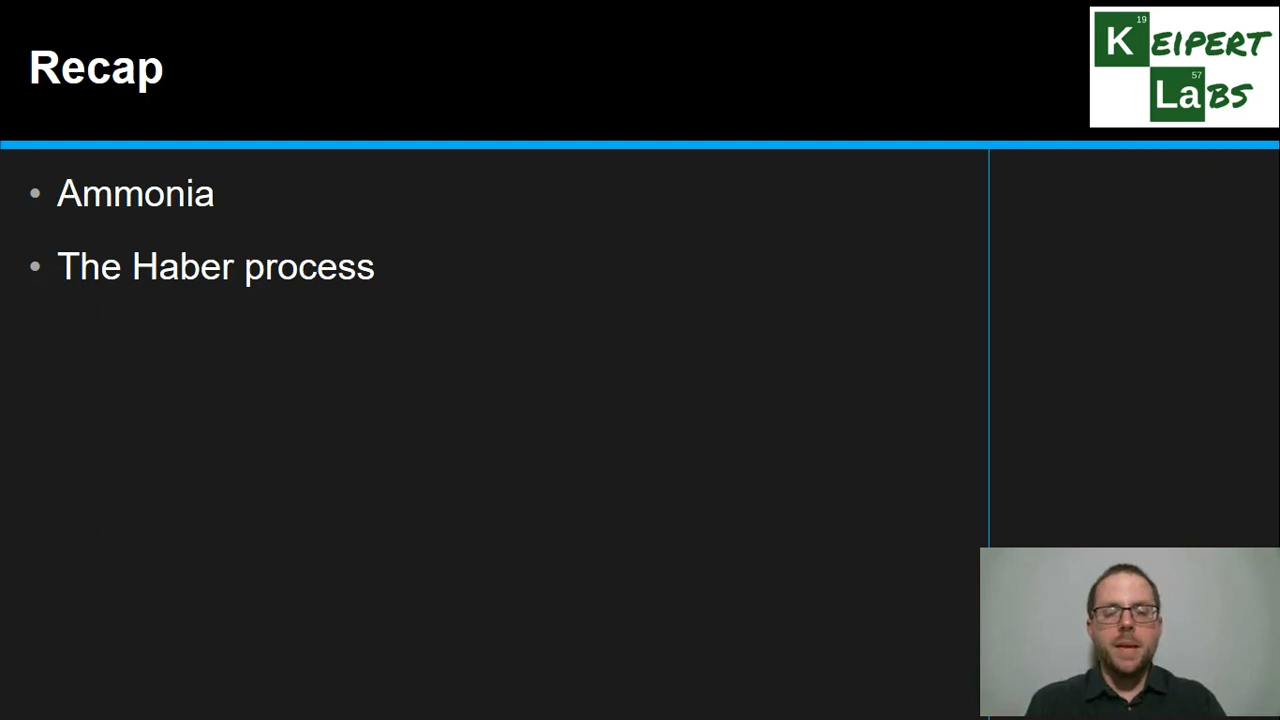 Recap
19
KEIPERT
57
LaBS
• Ammonia
• The Haber process